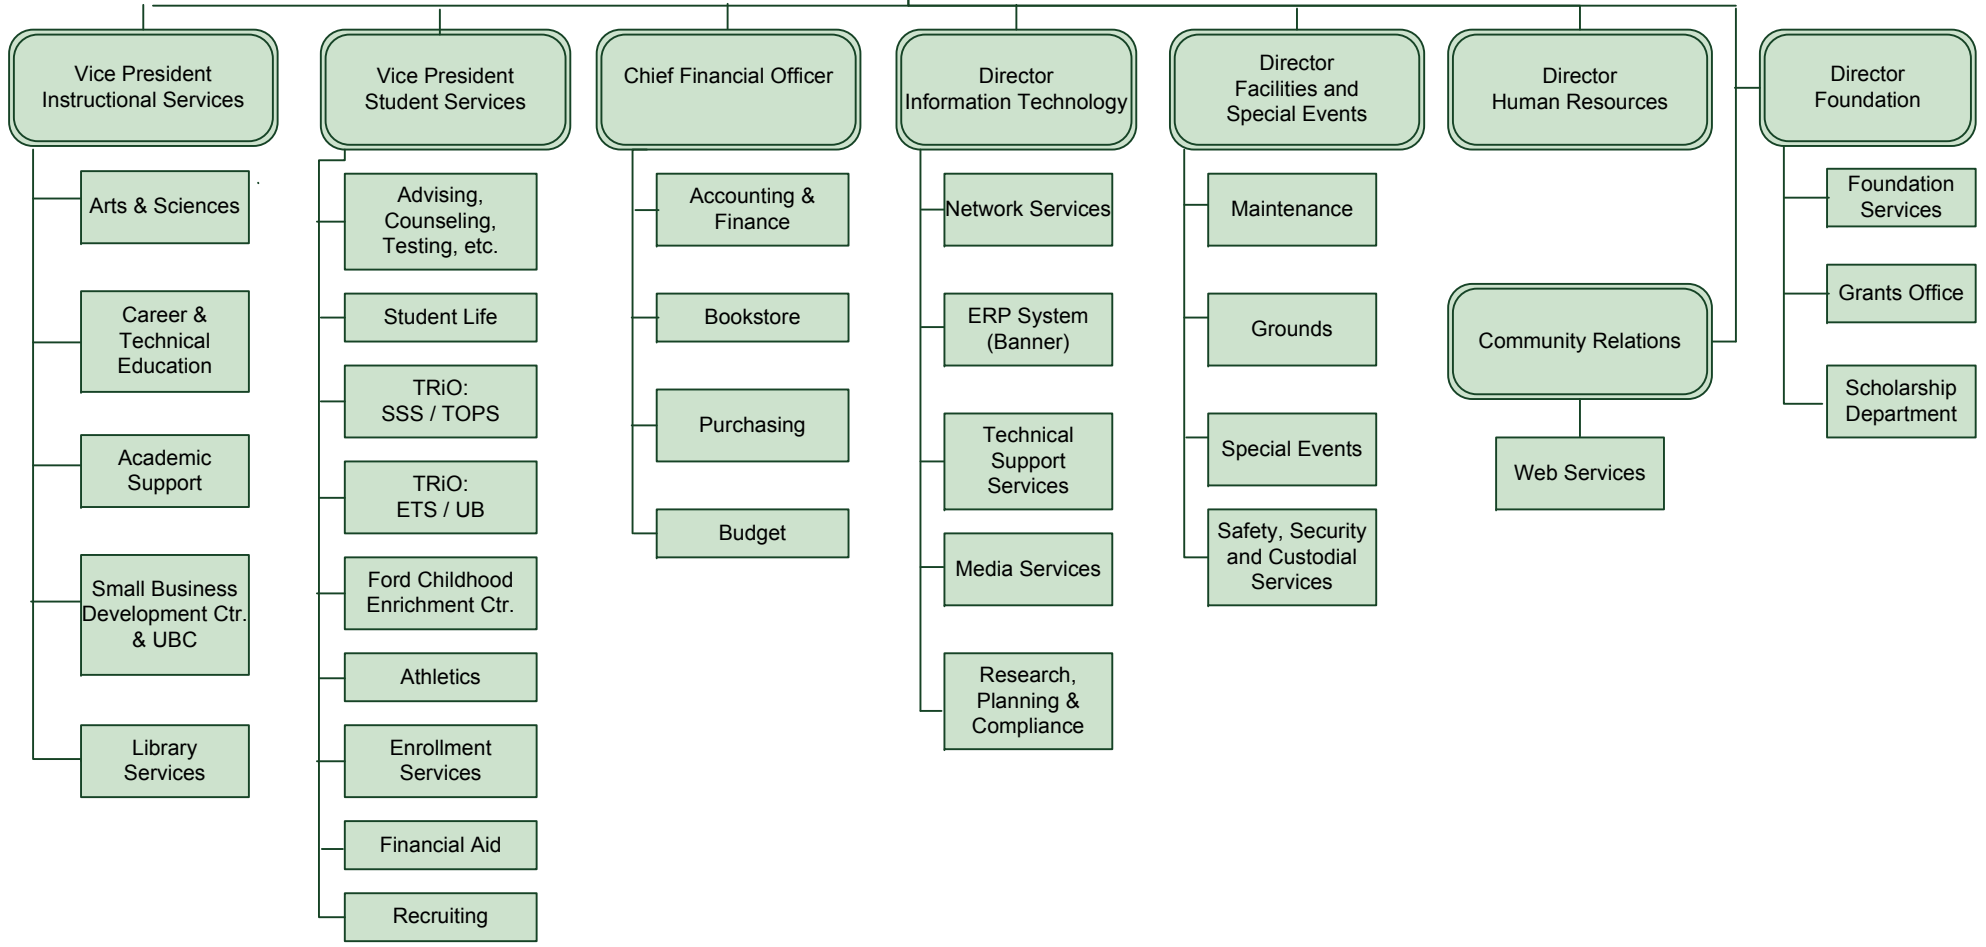 Vice President
Instructional Services
Arts & Sciences
Career &
Technical
Education
Academic
Support
Small Business
Development Ctr.
& UBC
Library
Services
Vice President
Student Services
Advising,
Counseling,
Testing, etc.
Student Life
TRiO:
SSS / TOPS
TRiO:
ETS / UB
Ford Childhood
Enrichment Ctr.
Athletics
Enrollment
Services
Financial Aid
Recruiting
Chief Financial Officer
Accounting &
Finance
Bookstore
Purchasing
Budget
Director
Information Technology
Network Services
ERP System
(Banner)
Technical
Support
Services
Media Services
Research,
Planning &
Compliance
Director
Facilities and
Special Events
Maintenance
Grounds
Special Events
Safety, Security
and Custodial
Services
Director
Human Resources
Community Relations
Web Services
Director
Foundation
Foundation
Services
Grants Office
Scholarship
Department